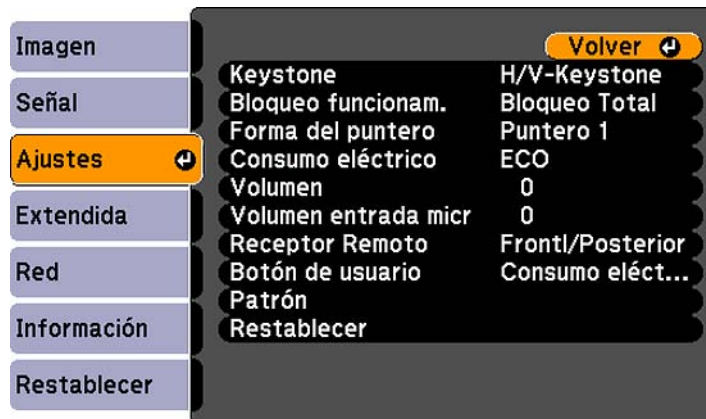 Imagen
Señal
Ajustes
Extendida
Red
Información
Restablecer
Volver
Keystone H/V-Keystone
Bloqueo funcionam. Bloqueo Total
Forma del puntero Puntero 1
Consumo eléctrico ECO
Volumen 0
Volumen entrada micr 0
Receptor Remoto Frontl/Posterior
Botón de usuario Consumo eléct...
Patrón
Restablecer